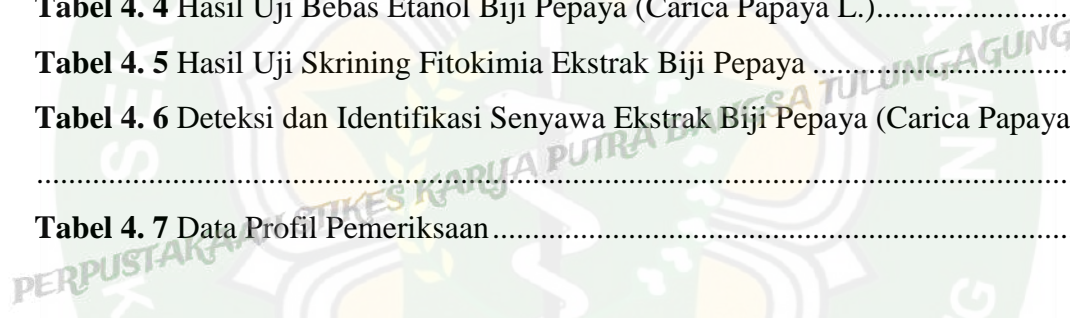 Tabel 4. 4 Hasil Uji Bebas Etanol Biji Pepaya (Carica Papaya L.)........................
Tabel 4. 5 Hasil Uji Skrining Fitokimia Ekstrak Biji Pepaya ................................
Tabel 4. 6 Deteksi dan Identifikasi Senyawa Ekstrak Biji Pepaya (Carica Papaya
................................................................................................................................
Tabel 4. 7 Data Profil Pemeriksaan........................................................................
PERPUSTAKAAN STIKES KARYA PUTRA BANGSA TULUNGAGUNG